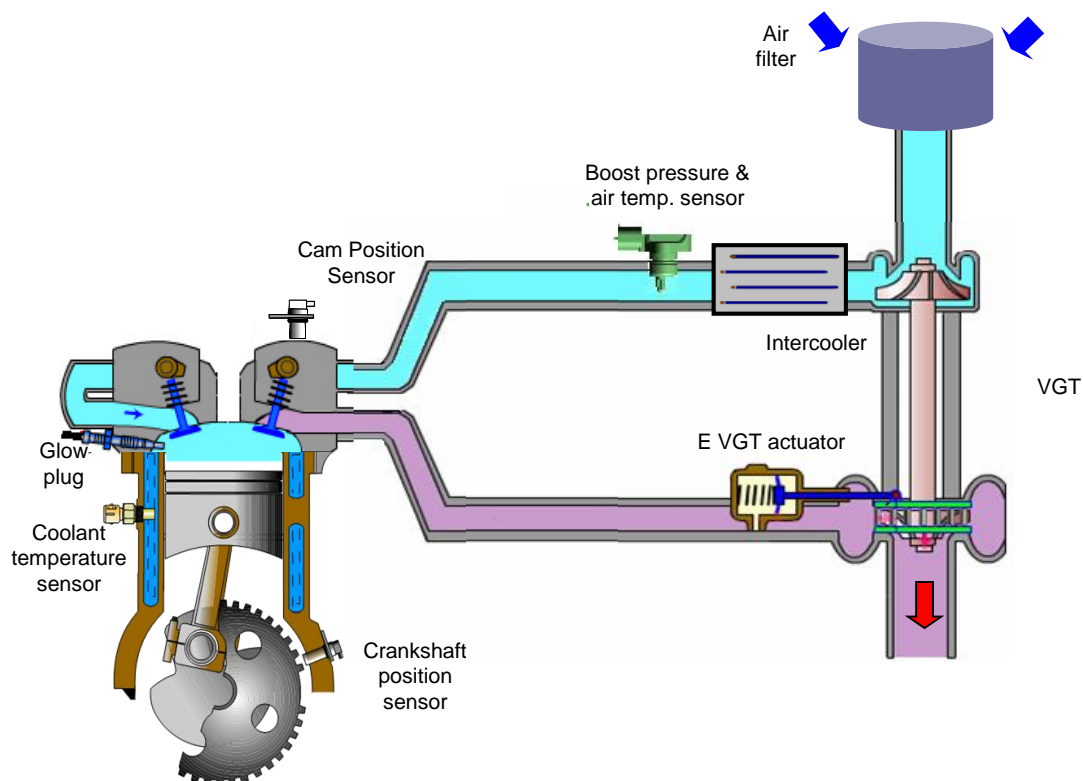 Air
filter
Boost pressure &
air temp. sensor
Cam Position
Sensor
Intercooler
VGT
E VGT actuator
Glow
plug
Coolant
temperature
sensor
Crankshaft
position
sensor